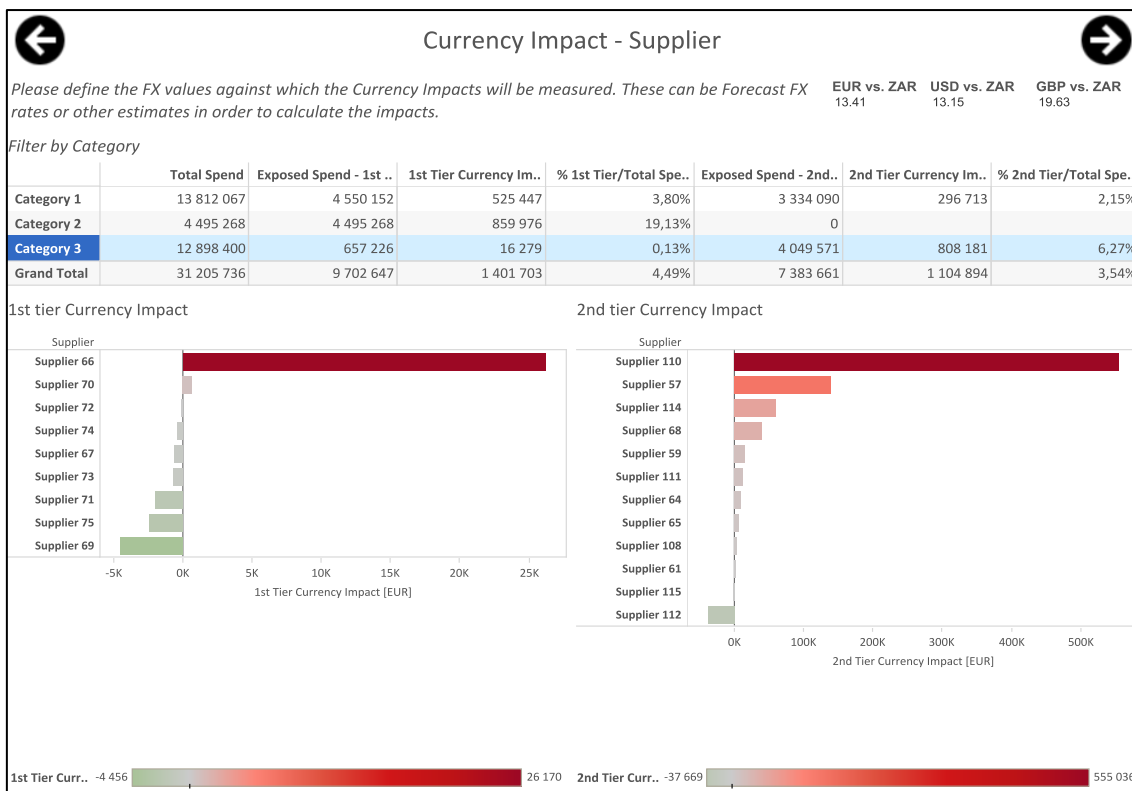 Currency Impact - Supplier
Please define the FX values against which the Currency Impacts will be measured. These can be Forecast FX
rates or other estimates in order to calculate the impacts.
EUR vs. ZAR USD vs. ZAR GBP vs. ZAR
13.41 13.15 19.63
Filter by Category
Total Spend Exposed Spend - 1st .. 1st Tier Currency Im.. % 1st Tier/Total Spe.. Exposed Spend - 2nd.. 2nd Tier Currency Im.. % 2nd Tier/Total Spe..
Category 1 13 812 067 4 550 152 525 447 3,80% 3 334 090 296 713 2,15%
Category 2 4 495 268 4 495 268 859 976 19,13% 0
Category 3 12 898 400 657 226 16 279 0,13% 4 049 571 808 181 6,27%
Grand Total 31 205 736 9 702 647 1 401 703 4,49% 7 383 661 1 104 894 3,54%
1st tier Currency Impact
Supplier
Supplier 66
Supplier 70
Supplier 72
Supplier 74
Supplier 67
Supplier 73
Supplier 71
Supplier 75
Supplier 69
-5K 0K 5K 10K 15K 20K 25K
1st Tier Currency Impact [EUR]
2nd tier Currency Impact
Supplier
Supplier 110
Supplier 57
Supplier 114
Supplier 68
Supplier 59
Supplier 111
Supplier 64
Supplier 65
Supplier 108
Supplier 61
Supplier 115
Supplier 112
0K 100K 200K 300K 400K 500K
2nd Tier Currency Impact [EUR]
1st Tier Curr.. -4 456 26 170
2nd Tier Curr.. -37 669 555 036